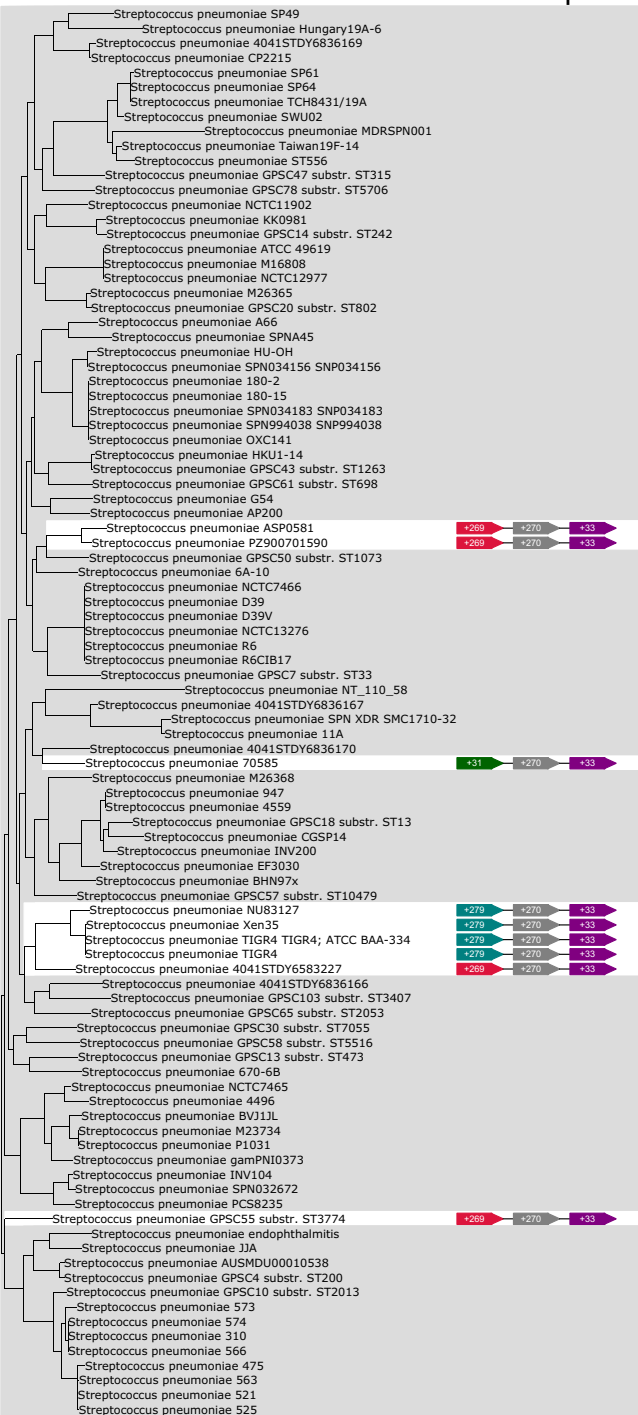 Streptococcus pneumoniae SP49
Streptococcus pneumoniae Hungary19A-6
Streptococcus pneumoniae 4041STDY6836169
Streptococcus pneumoniae CP2215
Streptococcus pneumoniae SP61
Streptococcus pneumoniae SP64
Streptococcus pneumoniae TCH8431/19A
Streptococcus pneumoniae SWU02
Streptococcus pneumoniae MDRSPN001
Streptococcus pneumoniae Taiwan19F-14
Streptococcus pneumoniae ST556
Streptococcus pneumoniae GPSC47 substr. ST315
Streptococcus pneumoniae GPSC78 substr. ST5706
Streptococcus pneumoniae NCTC11902
Streptococcus pneumoniae KK0981
Streptococcus pneumoniae GPSC14 substr. ST242
Streptococcus pneumoniae ATCC 49619
Streptococcus pneumoniae M16808
Streptococcus pneumoniae NCTC12977
Streptococcus pneumoniae M26365
Streptococcus pneumoniae GPSC20 substr. ST802
Streptococcus pneumoniae A66
Streptococcus pneumoniae SPNA45
Streptococcus pneumoniae HU-OH
Streptococcus pneumoniae SPN034156 SNP034156
Streptococcus pneumoniae 180-2
Streptococcus pneumoniae 180-15
Streptococcus pneumoniae SPN034183 SNP034183
Streptococcus pneumoniae SPN994038 SNP994038
Streptococcus pneumoniae OXC141
Streptococcus pneumoniae HKU1-14
Streptococcus pneumoniae GPSC43 substr. ST1263
Streptococcus pneumoniae GPSC61 substr. ST698
Streptococcus pneumoniae G54
Streptococcus pneumoniae AP200
Streptococcus pneumoniae ASP0581 +269 +270 +33
Streptococcus pneumoniae PZ900701590 +269 +270 +33
Streptococcus pneumoniae GPSC50 substr. ST1073
Streptococcus pneumoniae 6A-10
Streptococcus pneumoniae NCTC7466
Streptococcus pneumoniae D39
Streptococcus pneumoniae D39V
Streptococcus pneumoniae NCTC13276
Streptococcus pneumoniae R6
Streptococcus pneumoniae R6CIB17
Streptococcus pneumoniae GPSC7 substr. ST33
Streptococcus pneumoniae NT_110_58
Streptococcus pneumoniae 4041STDY6836167
Streptococcus pneumoniae SPN XDR SMC1710-32
Streptococcus pneumoniae 11A
Streptococcus pneumoniae 4041STDY6836170
Streptococcus pneumoniae 70585 +31 +270 +33
Streptococcus pneumoniae M26368
Streptococcus pneumoniae 947
Streptococcus pneumoniae 4559
Streptococcus pneumoniae GPSC18 substr. ST13
Streptococcus pneumoniae CGSP14
Streptococcus pneumoniae INV200
Streptococcus pneumoniae EF3030
Streptococcus pneumoniae BHN97x
Streptococcus pneumoniae GPSC57 substr. ST10479
Streptococcus pneumoniae NU83127 +279 +270 +33
Streptococcus pneumoniae Xen35 +279 +270 +33
Streptococcus pneumoniae TIGR4 TIGR4; ATCC BAA-334 +279 +270 +33
Streptococcus pneumoniae TIGR4 +279 +270 +33
Streptococcus pneumoniae 4041STDY6583227 +269 +270 +33
Streptococcus pneumoniae 4041STDY6836166
Streptococcus pneumoniae GPSC103 substr. ST3407
Streptococcus pneumoniae GPSC65 substr. ST2053
Streptococcus pneumoniae GPSC30 substr. ST7055
Streptococcus pneumoniae GPSC58 substr. ST5516
Streptococcus pneumoniae GPSC13 substr. ST473
Streptococcus pneumoniae 670-6B
Streptococcus pneumoniae NCTC7465
Streptococcus pneumoniae 4496
Streptococcus pneumoniae BVJ1JL
Streptococcus pneumoniae M23734
Streptococcus pneumoniae P1031
Streptococcus pneumoniae gamPNI0373
Streptococcus pneumoniae INV104
Streptococcus pneumoniae SPN032672
Streptococcus pneumoniae PCS8235
Streptococcus pneumoniae GPSC55 substr. ST3774 +269 +270 +33
Streptococcus pneumoniae endophthalmitis
Streptococcus pneumoniae JJA
Streptococcus pneumoniae AUSMDU00010538
Streptococcus pneumoniae GPSC4 substr. ST200
Streptococcus pneumoniae GPSC10 substr. ST2013
Streptococcus pneumoniae 573
Streptococcus pneumoniae 574
Streptococcus pneumoniae 310
Streptococcus pneumoniae 566
Streptococcus pneumoniae 475
Streptococcus pneumoniae 563
Streptococcus pneumoniae 521
Streptococcus pneumoniae 525